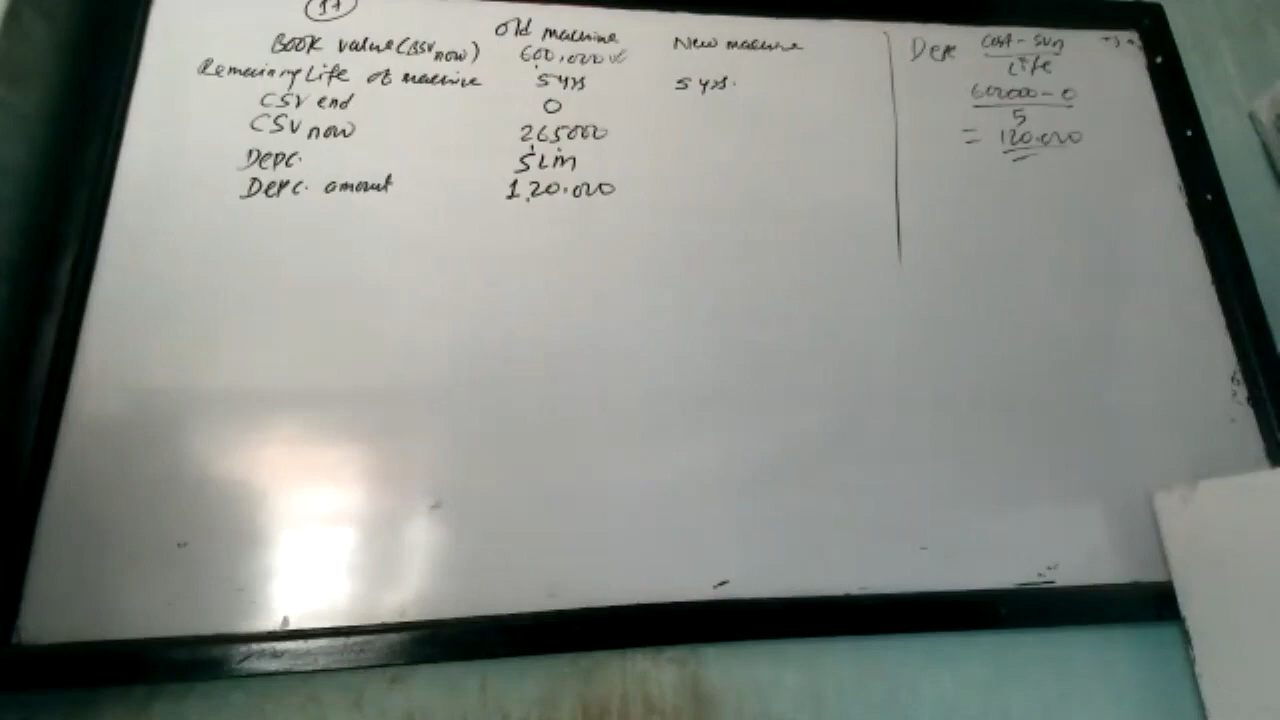 17
Old machine New machine
Book value (BSV now) 600,000
Remaining Life of machine 5 yrs 5 yrs.
CSV end 0
CSV now 265000
Depc. SLM
Depc. amount 1,20,000
Depc Cost - SVn
Life
600000 - 0
5
= 120,000